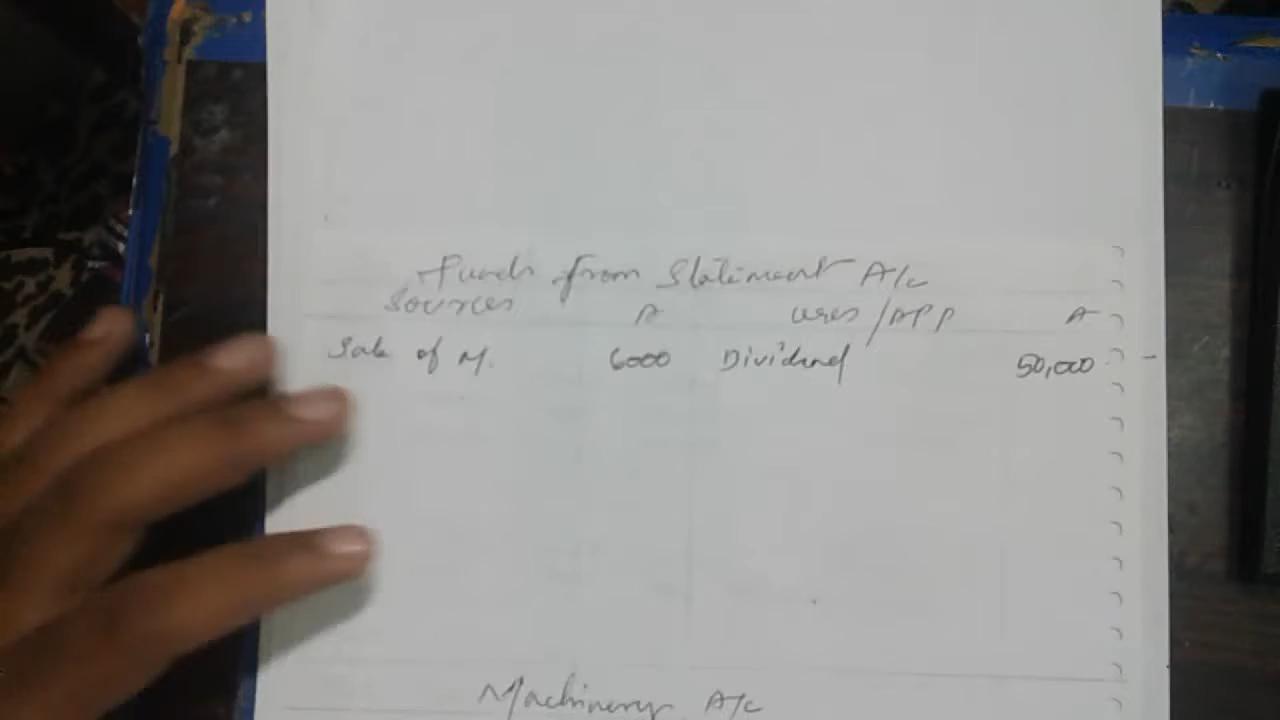 Funds from Statement A/c
Sources A uses/APP A
Sale of M. 6000 Dividend 50,000
Machinery A/c